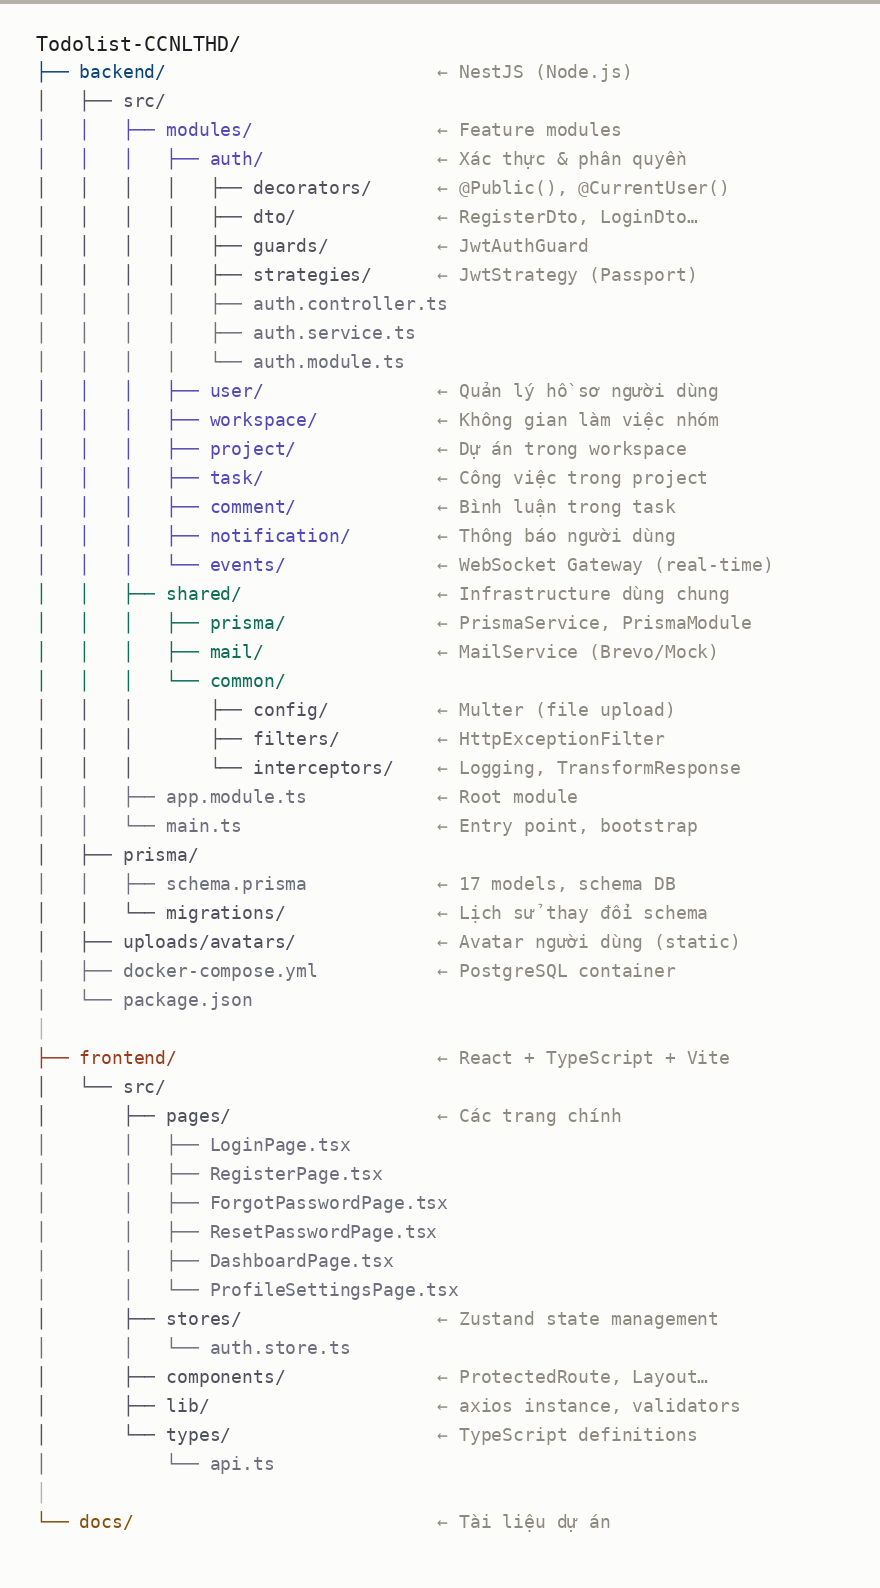 Todolist-CCNLTHD/
├── backend/                         ← NestJS (Node.js)
│   ├── src/
│   │   ├── modules/                 ← Feature modules
│   │   │   ├── auth/                ← Xác thực & phân quyền
│   │   │   │   ├── decorators/      ← @Public(), @CurrentUser()
│   │   │   │   ├── dto/             ← RegisterDto, LoginDto…
│   │   │   │   ├── guards/          ← JwtAuthGuard
│   │   │   │   ├── strategies/      ← JwtStrategy (Passport)
│   │   │   │   ├── auth.controller.ts
│   │   │   │   ├── auth.service.ts
│   │   │   │   └── auth.module.ts
│   │   │   ├── user/                ← Quản lý hồ sơ người dùng
│   │   │   ├── workspace/           ← Không gian làm việc nhóm
│   │   │   ├── project/             ← Dự án trong workspace
│   │   │   ├── task/                ← Công việc trong project
│   │   │   ├── comment/             ← Bình luận trong task
│   │   │   ├── notification/        ← Thông báo người dùng
│   │   │   └── events/              ← WebSocket Gateway (real-time)
│   │   ├── shared/                  ← Infrastructure dùng chung
│   │   │   ├── prisma/              ← PrismaService, PrismaModule
│   │   │   ├── mail/                ← MailService (Brevo/Mock)
│   │   │   └── common/
│   │   │       ├── config/          ← Multer (file upload)
│   │   │       ├── filters/         ← HttpExceptionFilter
│   │   │       └── interceptors/    ← Logging, TransformResponse
│   │   ├── app.module.ts            ← Root module
│   │   └── main.ts                  ← Entry point, bootstrap
│   ├── prisma/
│   │   ├── schema.prisma            ← 17 models, schema DB
│   │   └── migrations/              ← Lịch sử thay đổi schema
│   ├── uploads/avatars/             ← Avatar người dùng (static)
│   ├── docker-compose.yml           ← PostgreSQL container
│   └── package.json
│
├── frontend/                        ← React + TypeScript + Vite
│   └── src/
│       ├── pages/                   ← Các trang chính
│       │   ├── LoginPage.tsx
│       │   ├── RegisterPage.tsx
│       │   ├── ForgotPasswordPage.tsx
│       │   ├── ResetPasswordPage.tsx
│       │   ├── DashboardPage.tsx
│       │   └── ProfileSettingsPage.tsx
│       ├── stores/                  ← Zustand state management
│       │   └── auth.store.ts
│       ├── components/              ← ProtectedRoute, Layout…
│       ├── lib/                     ← axios instance, validators
│       └── types/                   ← TypeScript definitions
│           └── api.ts
│
└── docs/                            ← Tài liệu dự án